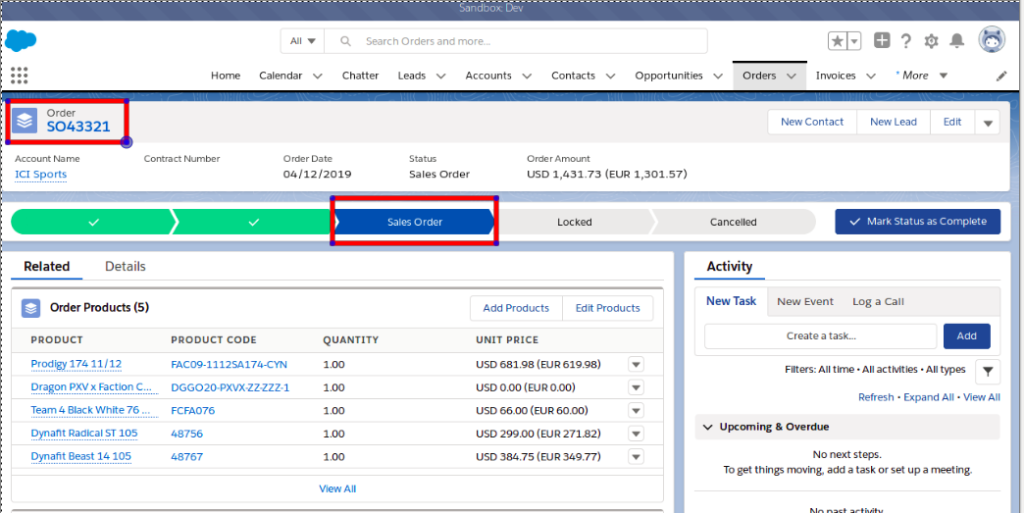 Sandbox: Dev
All Search Orders and more...
Home Calendar Chatter Leads Accounts Contacts Opportunities Orders Invoices * More
Order
SO43321
New Contact New Lead Edit
Account Name Contract Number Order Date Status Order Amount
ICI Sports 04/12/2019 Sales Order USD 1,431.73 (EUR 1,301.57)
Sales Order Locked Cancelled Mark Status as Complete
Related Details
Activity
Order Products (5) Add Products Edit Products
New Task New Event Log a Call
PRODUCT PRODUCT CODE QUANTITY UNIT PRICE
Create a task... Add
Prodigy 174 11/12 FAC09-1112SA174-CYN 1.00 USD 681.98 (EUR 619.98)
Filters: All time • All activities • All types
Dragon PXV x Faction C... DGGO20-PXVX-ZZ-ZZZ-1 1.00 USD 0.00 (EUR 0.00)
Refresh • Expand All • View All
Team 4 Black White 76 ... FCFA076 1.00 USD 66.00 (EUR 60.00)
Dynafit Radical ST 105 48756 1.00 USD 299.00 (EUR 271.82)
Upcoming & Overdue
Dynafit Beast 14 105 48767 1.00 USD 384.75 (EUR 349.77)
No next steps.
To get things moving, add a task or set up a meeting.
View All
No past activity.